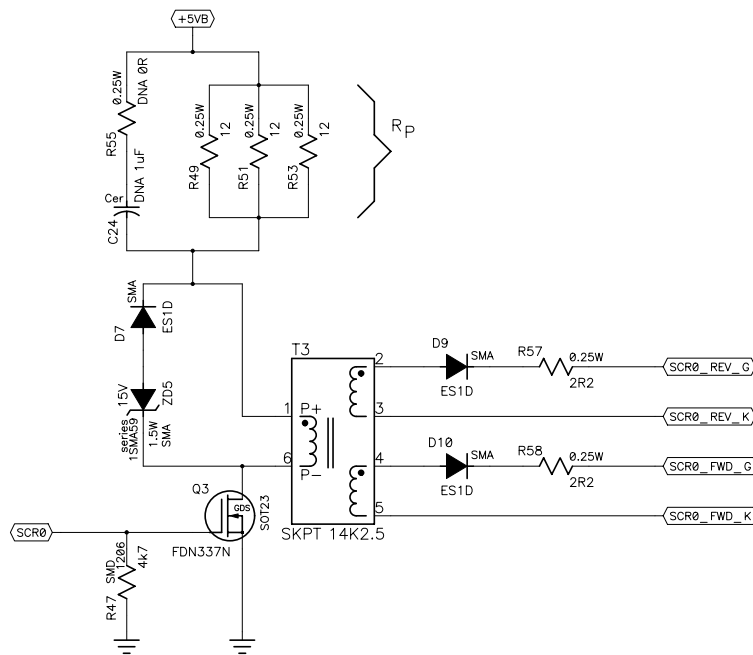 +5VB
R55
0.25W
DNA 0R
Cer
C24
DNA 1uF
R49
0.25W
12
R51
0.25W
12
R53
0.25W
12
RP
D7
SMA
ES1D
15V
ZD5
series
1SMA59
1.5W
SMA
T3
1 P+
6 P-
2
3
4
5
SKPT 14K2.5
D9
SMA
ES1D
R57
0.25W
2R2
SCR0_REV_G
SCR0_REV_K
D10
SMA
ES1D
R58
0.25W
2R2
SCR0_FWD_G
SCR0_FWD_K
Q3
GDS
SOT23
FDN337N
SCR0
R47
SMD
1206
4k7